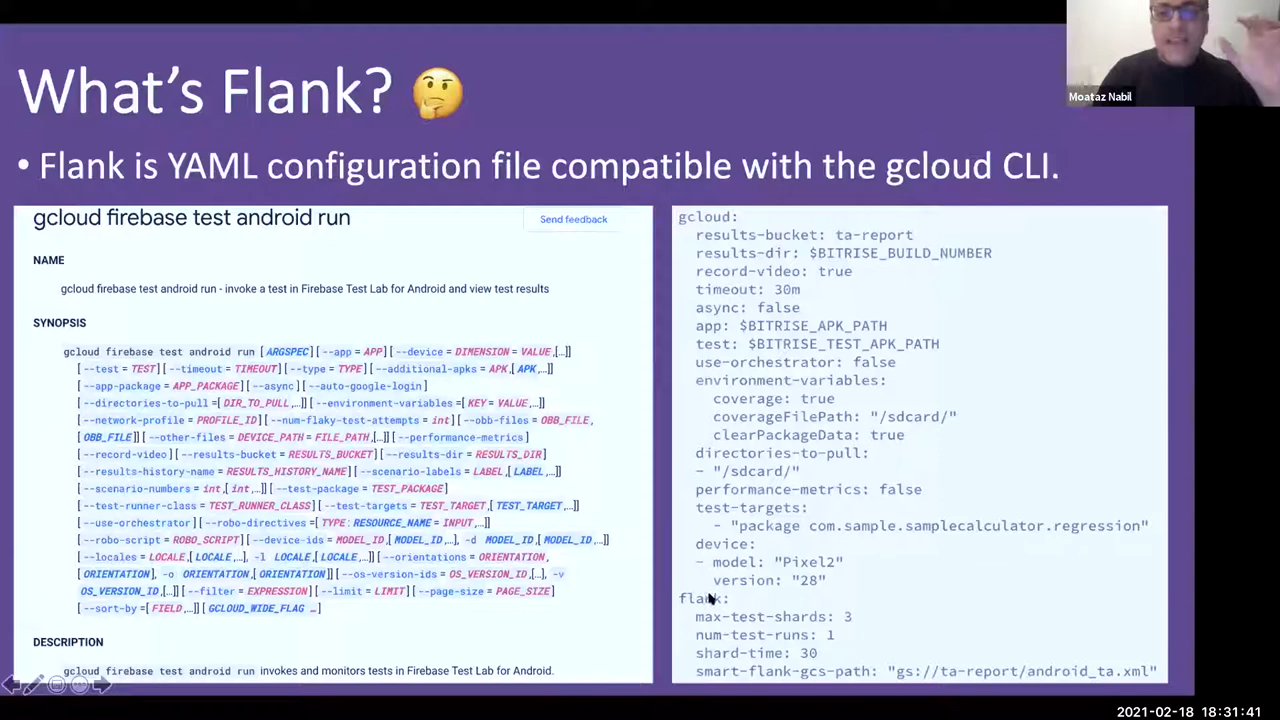 What's Flank? 🤔
Moataz Nabil
• Flank is YAML configuration file compatible with the gcloud CLI.
gcloud firebase test android run
Send feedback
NAME
gcloud firebase test android run - invoke a test in Firebase Test Lab for Android and view test results
SYNOPSIS
gcloud firebase test android run [ARGSPEC] [--app = APP] [--device = DIMENSION = VALUE,[…]]
[--test = TEST] [--timeout = TIMEOUT] [--type = TYPE] [--additional-apks = APK,[APK,…]]
[--app-package = APP_PACKAGE] [--async] [--auto-google-login]
[--directories-to-pull =[DIR_TO_PULL,…]] [--environment-variables =[KEY = VALUE,…]]
[--network-profile = PROFILE_ID] [--num-flaky-test-attempts = int] [--obb-files = OBB_FILE,
[OBB_FILE]] [--other-files = DEVICE_PATH = FILE_PATH,[…]] [--performance-metrics]
[--record-video] [--results-bucket = RESULTS_BUCKET] [--results-dir = RESULTS_DIR]
[--results-history-name = RESULTS_HISTORY_NAME] [--scenario-labels = LABEL,[LABEL,…]]
[--scenario-numbers = int,[int,…]] [--test-package = TEST_PACKAGE]
[--test-runner-class = TEST_RUNNER_CLASS] [--test-targets = TEST_TARGET,[TEST_TARGET,…]]
[--use-orchestrator] [--robo-directives =[TYPE:RESOURCE_NAME = INPUT,…]]
[--robo-script = ROBO_SCRIPT] [--device-ids = MODEL_ID,[MODEL_ID,…], -d MODEL_ID,[MODEL_ID,…]]
[--locales = LOCALE,[LOCALE,…], -l LOCALE,[LOCALE,…]] [--orientations = ORIENTATION,
[ORIENTATION], -o ORIENTATION,[ORIENTATION]] [--os-version-ids = OS_VERSION_ID,[…], -v
OS_VERSION_ID,[…]] [--filter = EXPRESSION] [--limit = LIMIT] [--page-size = PAGE_SIZE]
[--sort-by =[FIELD,…]] [GCLOUD_WIDE_FLAG …]
DESCRIPTION
gcloud firebase test android run invokes and monitors tests in Firebase Test Lab for Android.
gcloud:
results-bucket: ta-report
results-dir: $BITRISE_BUILD_NUMBER
record-video: true
timeout: 30m
async: false
app: $BITRISE_APK_PATH
test: $BITRISE_TEST_APK_PATH
use-orchestrator: false
environment-variables:
coverage: true
coverageFilePath: "/sdcard/"
clearPackageData: true
directories-to-pull:
- "/sdcard/"
performance-metrics: false
test-targets:
- "package com.sample.samplecalculator.regression"
device:
- model: "Pixel2"
version: "28"
flank:
max-test-shards: 3
num-test-runs: 1
shard-time: 30
smart-flank-gcs-path: "gs://ta-report/android_ta.xml"
2021-02-18 18:31:41